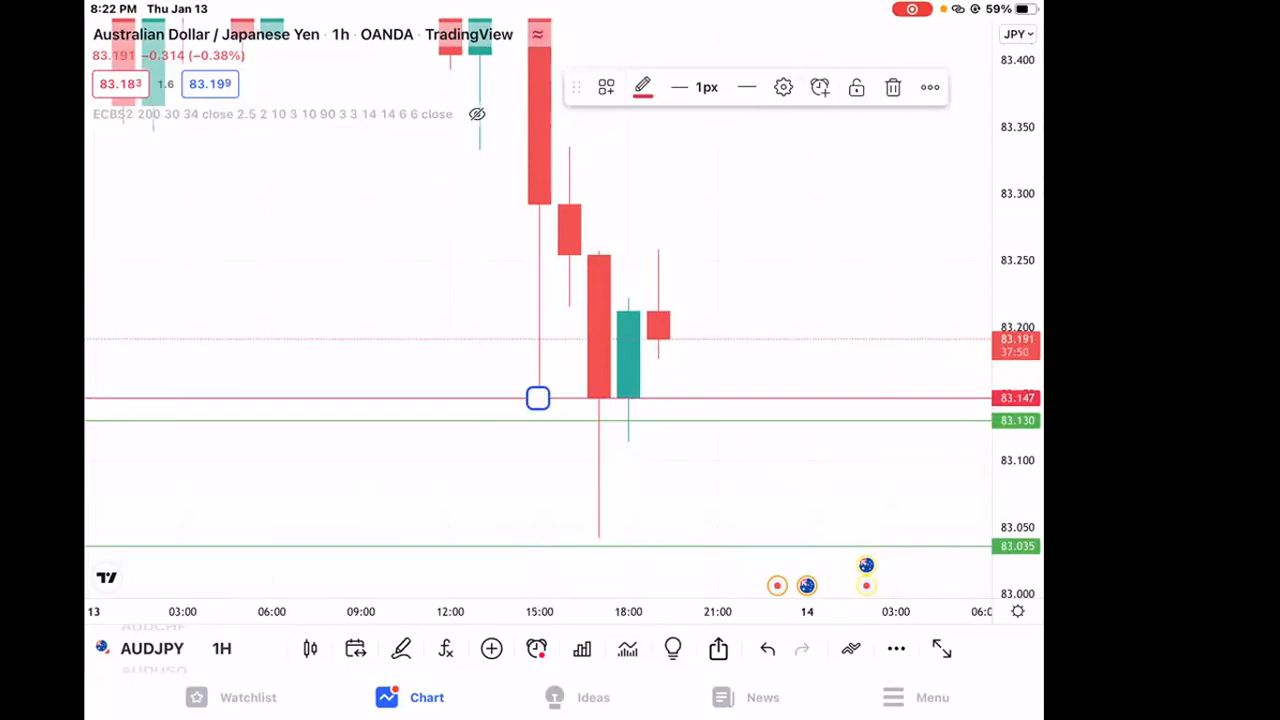 8:22 PM Thu Jan 13
59%
Australian Dollar / Japanese Yen · 1h · OANDA · TradingView
JPY
83.191 −0.314 (−0.38%)
83.183 1.6 83.199
1px
ECBS2 200 30 34 close 2.5 2 10 3 10 90 3 3 14 14 6 6 close
83.400
83.350
83.300
83.250
83.200
83.191
37:50
83.147
83.130
83.100
83.050
83.035
83.000
13 03:00 06:00 09:00 12:00 15:00 18:00 21:00 14 03:00
AUDCHF
AUDJPY 1H
AUDUSD
Watchlist Chart Ideas News Menu